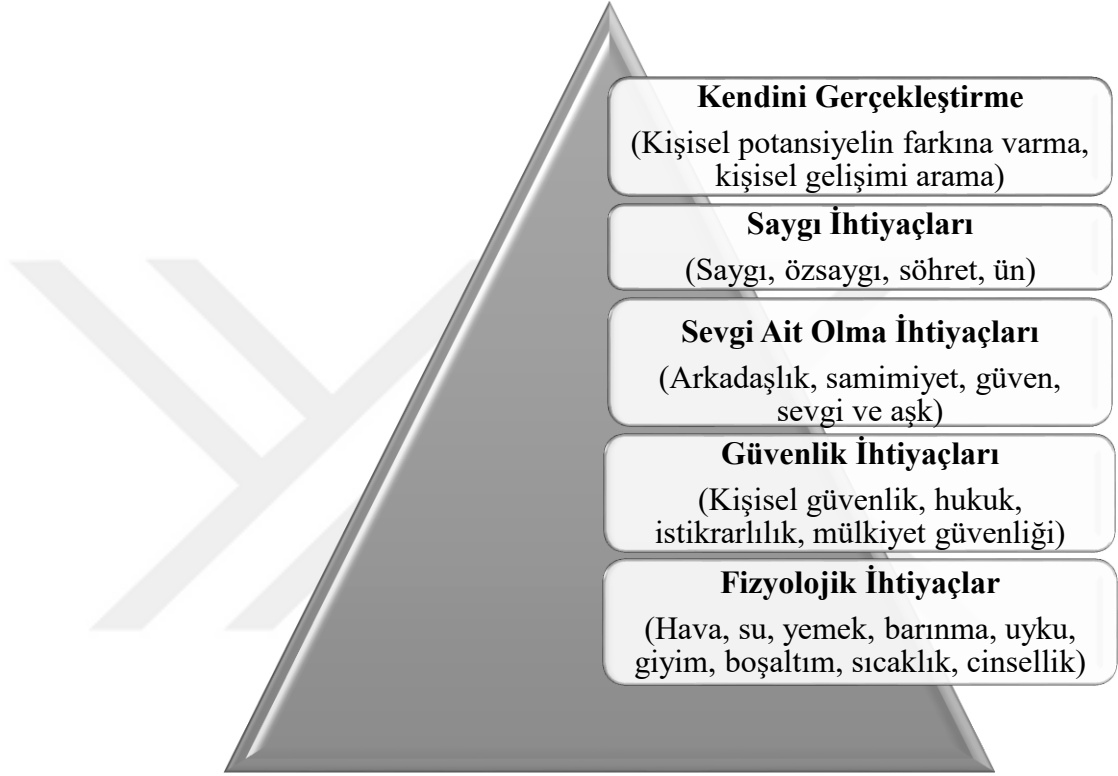 Kendini Gerçekleştirme
(Kişisel potansiyelin farkına varma,
kişisel gelişimi arama)
Saygı İhtiyaçları
(Saygı, özsaygı, söhret, ün)
Sevgi Ait Olma İhtiyaçları
(Arkadaşlık, samimiyet, güven,
sevgi ve aşk)
Güvenlik İhtiyaçları
(Kişisel güvenlik, hukuk,
istikrarlılık, mülkiyet güvenliği)
Fizyolojik İhtiyaçlar
(Hava, su, yemek, barınma, uyku,
giyim, boşaltım, sıcaklık, cinsellik)